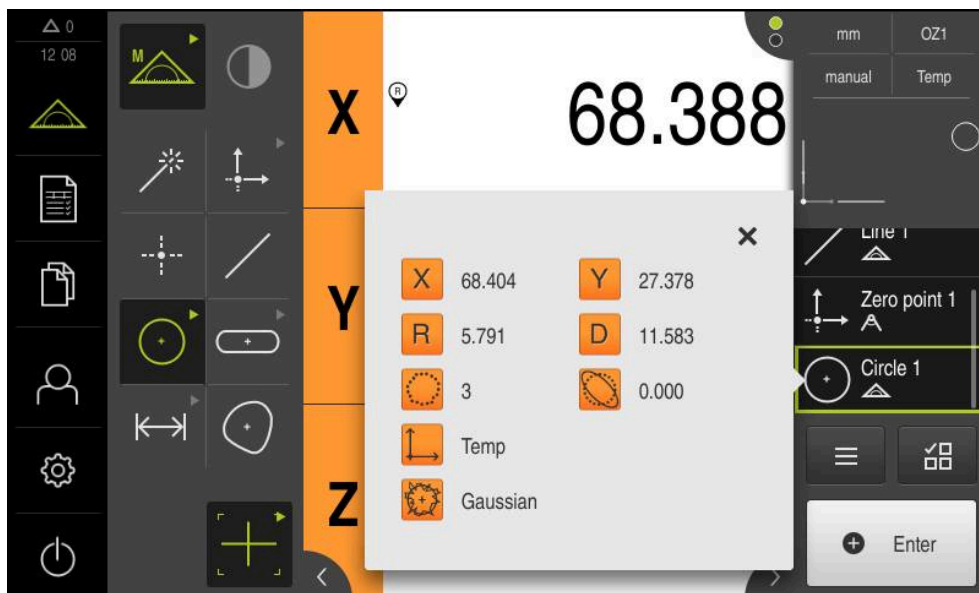 0
12 08
M
X
R
68.388
Y
Z
mm
OZ1
manual
Temp
X 68.404 Y 27.378
R 5.791 D 11.583
3 0.000
Temp
Gaussian
Line 1
Zero point 1
Circle 1
Enter